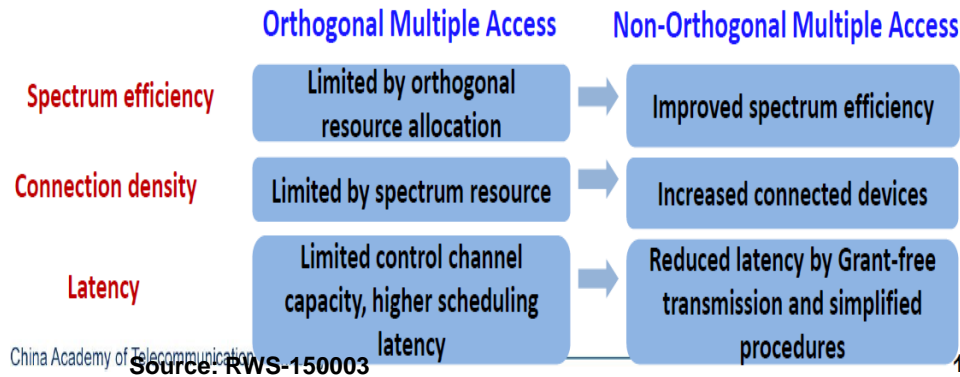 Orthogonal Multiple Access
Non-Orthogonal Multiple Access
Spectrum efficiency
Limited by orthogonal
resource allocation
Improved spectrum efficiency
Connection density
Limited by spectrum resource
Increased connected devices
Latency
Limited control channel
capacity, higher scheduling
latency
Reduced latency by Grant-free
transmission and simplified
procedures
China Academy of Telecommunication
Source: RWS-150003
1